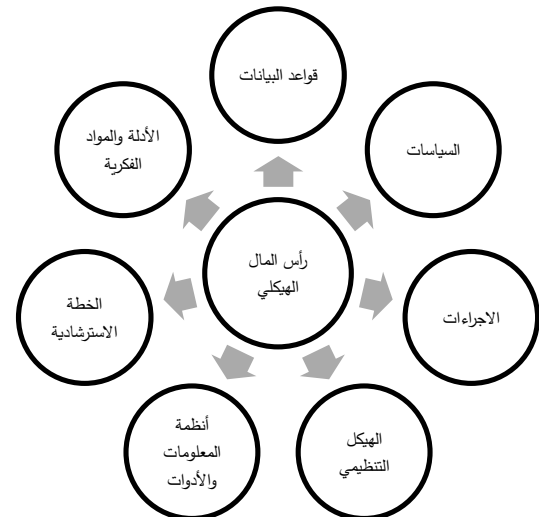 قواعد البيانات
السياسات
الاجراءات
الهيكل
التنظيمي
أنظمة
المعلومات
والأدوات
الخطة
الاسترشادية
الأدلة والمواد
الفكرية
رأس المال
الهيكلي